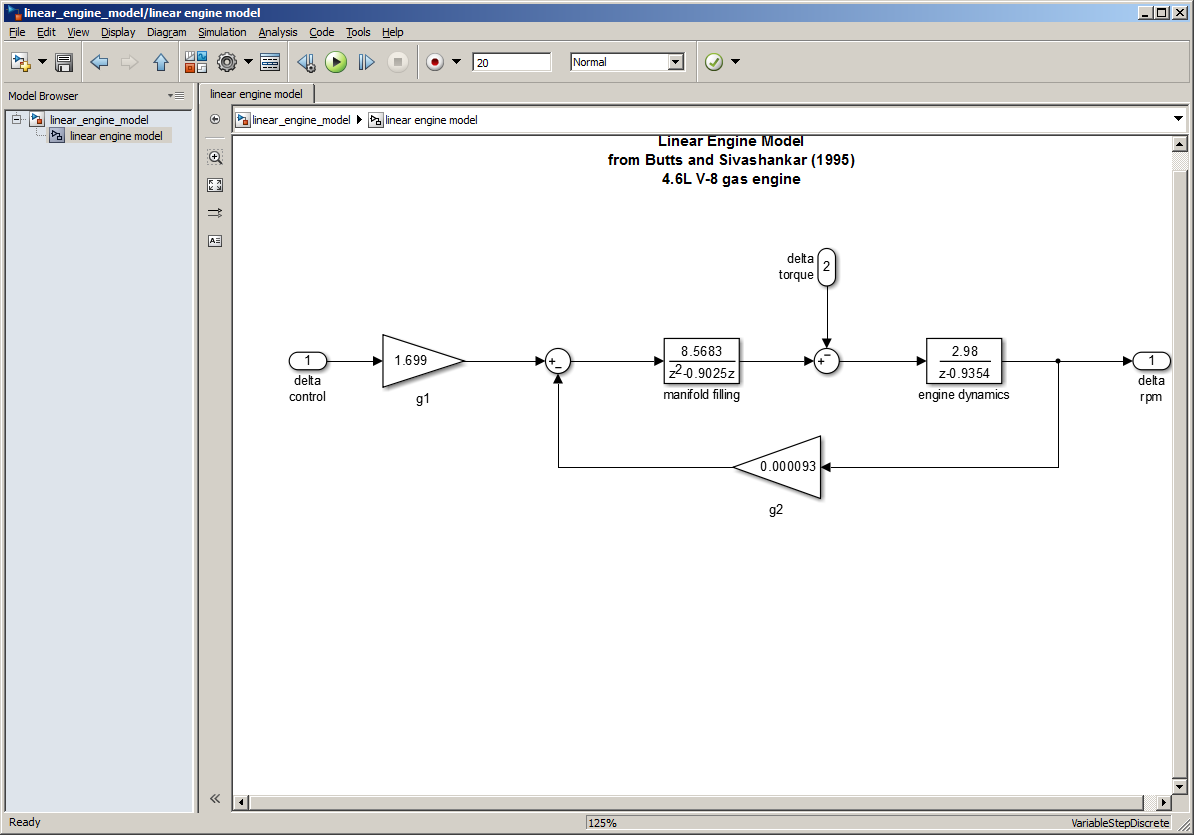 linear_engine_model/linear engine model
File Edit View Display Diagram Simulation Analysis Code Tools Help
20
Normal
Model Browser
linear_engine_model
linear engine model
linear engine model
linear_engine_model linear engine model
Linear Engine Model
from Butts and Sivashankar (1995)
4.6L V-8 gas engine
delta
torque
2
1
delta
control
1.699
g1
+
−
8.5683
z²-0.9025z
manifold filling
+
−
2.98
z-0.9354
engine dynamics
1
delta
rpm
0.000093
g2
Ready
125%
VariableStepDiscrete